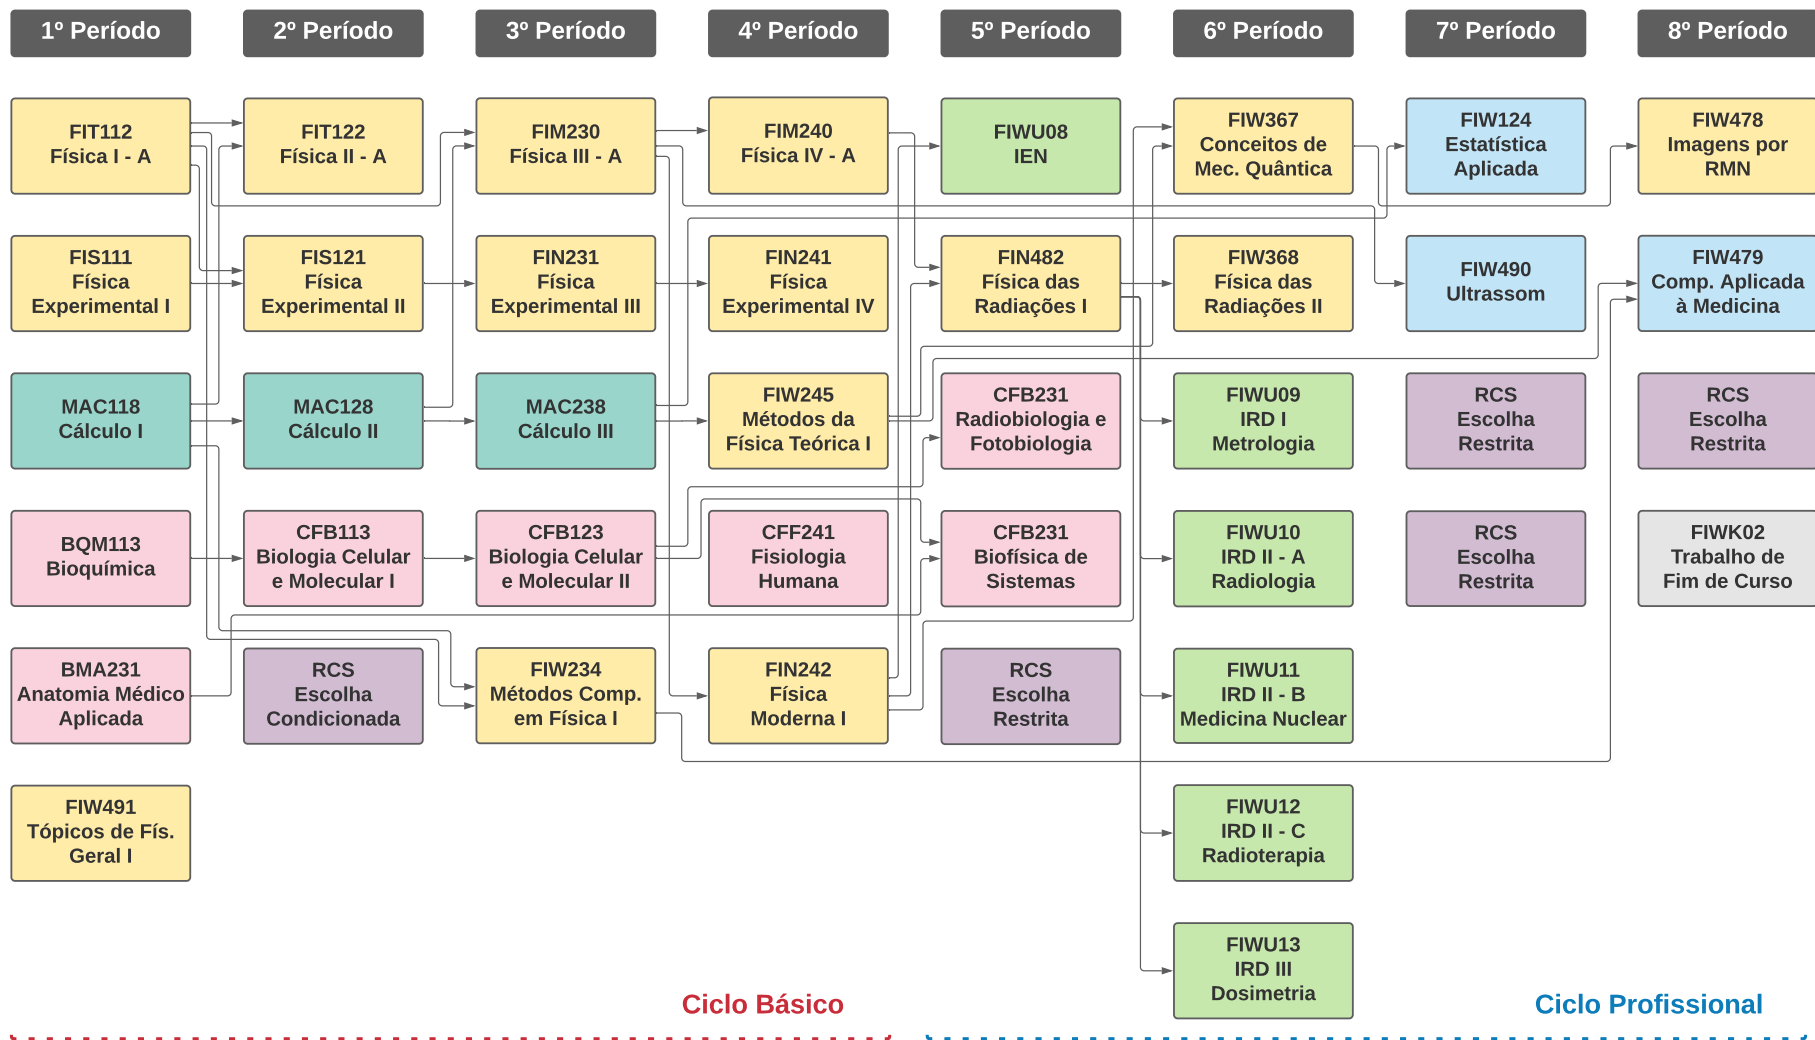 1º Período
2º Período
3º Período
4º Período
5º Período
6º Período
7º Período
8º Período
FIT112
Física I - A
FIT122
Física II - A
FIM230
Física III - A
FIM240
Física IV - A
FIWU08
IEN
FIW367
Conceitos de
Mec. Quântica
FIW124
Estatística
Aplicada
FIW478
Imagens por
RMN
FIS111
Física
Experimental I
FIS121
Física
Experimental II
FIN231
Física
Experimental III
FIN241
Física
Experimental IV
FIN482
Física das
Radiações I
FIW368
Física das
Radiações II
FIW490
Ultrassom
FIW479
Comp. Aplicada
à Medicina
MAC118
Cálculo I
MAC128
Cálculo II
MAC238
Cálculo III
FIW245
Métodos da
Física Teórica I
CFB231
Radiobiologia e
Fotobiologia
FIWU09
IRD I
Metrologia
RCS
Escolha
Restrita
RCS
Escolha
Restrita
BQM113
Bioquímica
CFB113
Biologia Celular
e Molecular I
CFB123
Biologia Celular
e Molecular II
CFF241
Fisiologia
Humana
CFB231
Biofísica de
Sistemas
FIWU10
IRD II - A
Radiologia
RCS
Escolha
Restrita
FIWK02
Trabalho de
Fim de Curso
BMA231
Anatomia Médico
Aplicada
RCS
Escolha
Condicionada
FIW234
Métodos Comp.
em Física I
FIN242
Física
Moderna I
RCS
Escolha
Restrita
FIWU11
IRD II - B
Medicina Nuclear
FIW491
Tópicos de Fís.
Geral I
FIWU12
IRD II - C
Radioterapia
FIWU13
IRD III
Dosimetria
Ciclo Básico
Ciclo Profissional